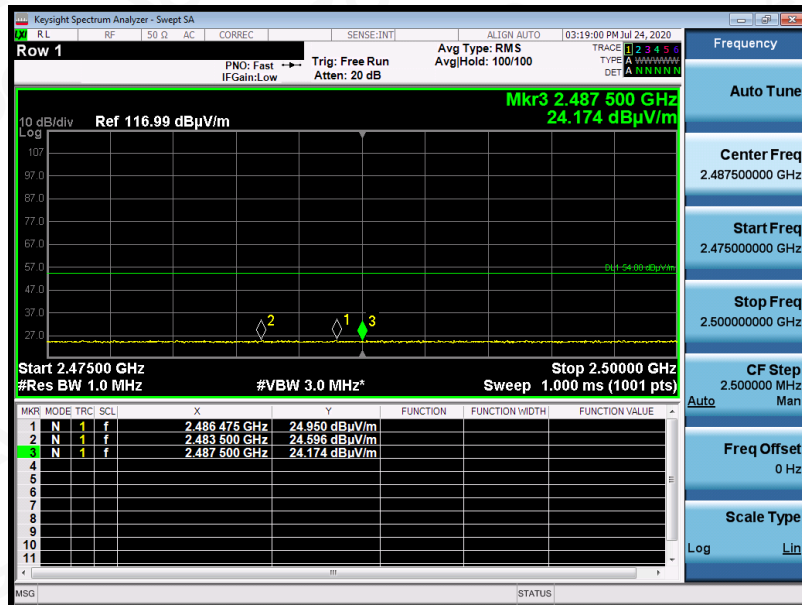 Keysight Spectrum Analyzer - Swept SA
LXI RL RF 50 Ω AC CORREC SENSE:INT ALIGN AUTO 03:19:00 PM Jul 24, 2020
Row 1
PNO: Fast
IFGain:Low
Trig: Free Run
Atten: 20 dB
Avg Type: RMS
Avg|Hold: 100/100
TRACE 1 2 3 4 5 6
TYPE A WWWWW
DET A N N N N N
Mkr3 2.487 500 GHz
24.174 dBµV/m
10 dB/div Ref 116.99 dBµV/m
Log
107
97.0
87.0
77.0
67.0
57.0
DL1 54.00 dBµV/m
47.0
37.0
2 1 3
27.0
Start 2.47500 GHz Stop 2.50000 GHz
#Res BW 1.0 MHz #VBW 3.0 MHz* Sweep 1.000 ms (1001 pts)
MKR MODE TRC SCL X Y FUNCTION FUNCTION WIDTH FUNCTION VALUE
1 N 1 f 2.486 475 GHz 24.950 dBµV/m
2 N 1 f 2.483 500 GHz 24.596 dBµV/m
3 N 1 f 2.487 500 GHz 24.174 dBµV/m
4
5
6
7
8
9
10
11
MSG STATUS
Frequency
Auto Tune
Center Freq
2.487500000 GHz
Start Freq
2.475000000 GHz
Stop Freq
2.500000000 GHz
CF Step
2.500000 MHz
Auto Man
Freq Offset
0 Hz
Scale Type
Log Lin